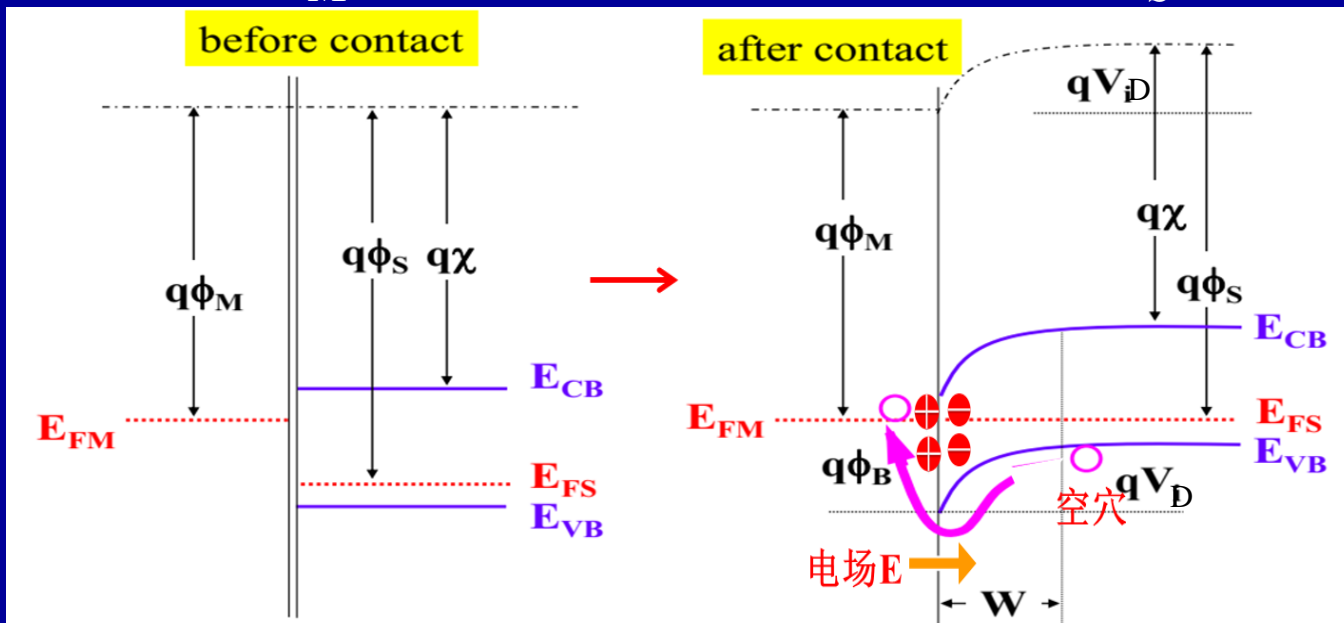 before contact
qϕM
qϕS
qχ
ECB
EFM
EFS
EVB
after contact
qViD
qϕM
qχ
qϕS
ECB
EFM
EFS
EVB
qϕB
空穴
qViD
电场E
W